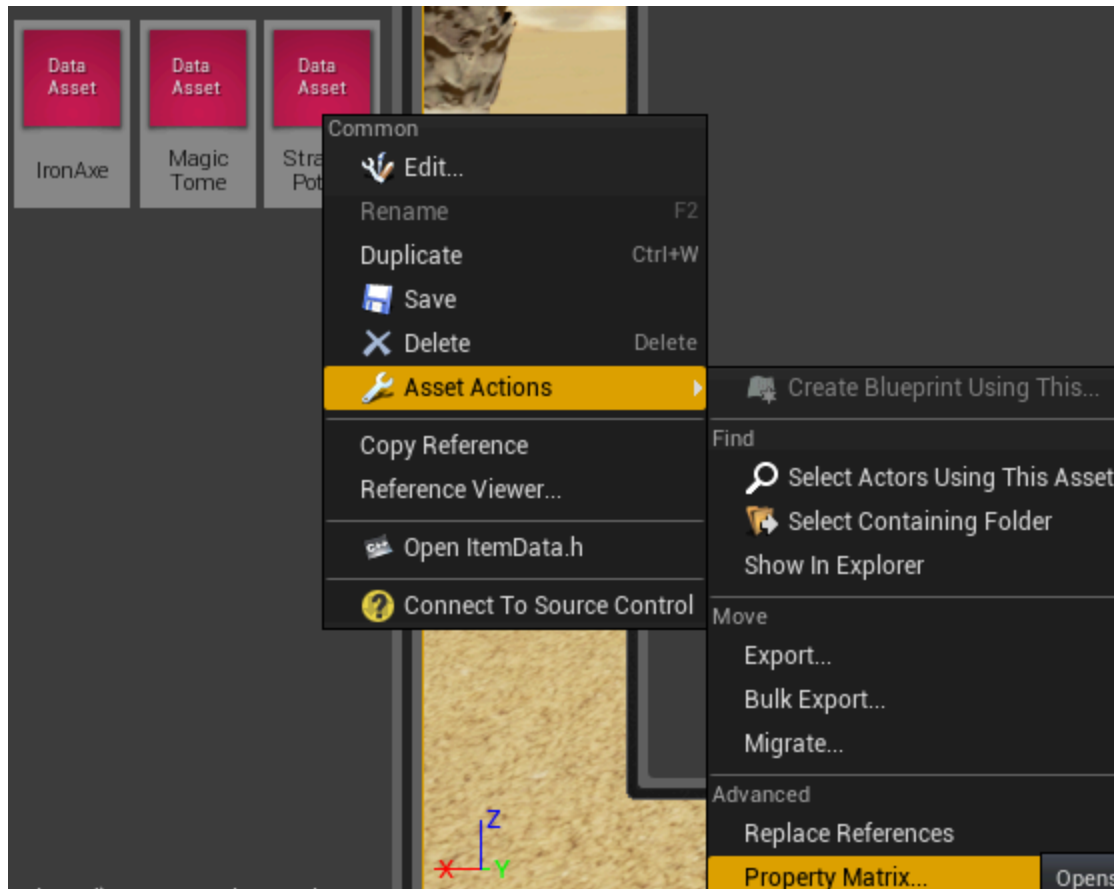 Data
Asset
Data
Asset
Data
Asset
IronAxe
Magic
Tome
Common
Edit...
Rename F2
Duplicate Ctrl+W
Save
Delete Delete
Asset Actions
Copy Reference
Reference Viewer...
C++
Open ItemData.h
Connect To Source Control
Create Blueprint Using This...
Find
Select Actors Using This Asset
Select Containing Folder
Show In Explorer
Move
Export...
Bulk Export...
Migrate...
Advanced
Replace References
Property Matrix...
Opens
Z
X
Y